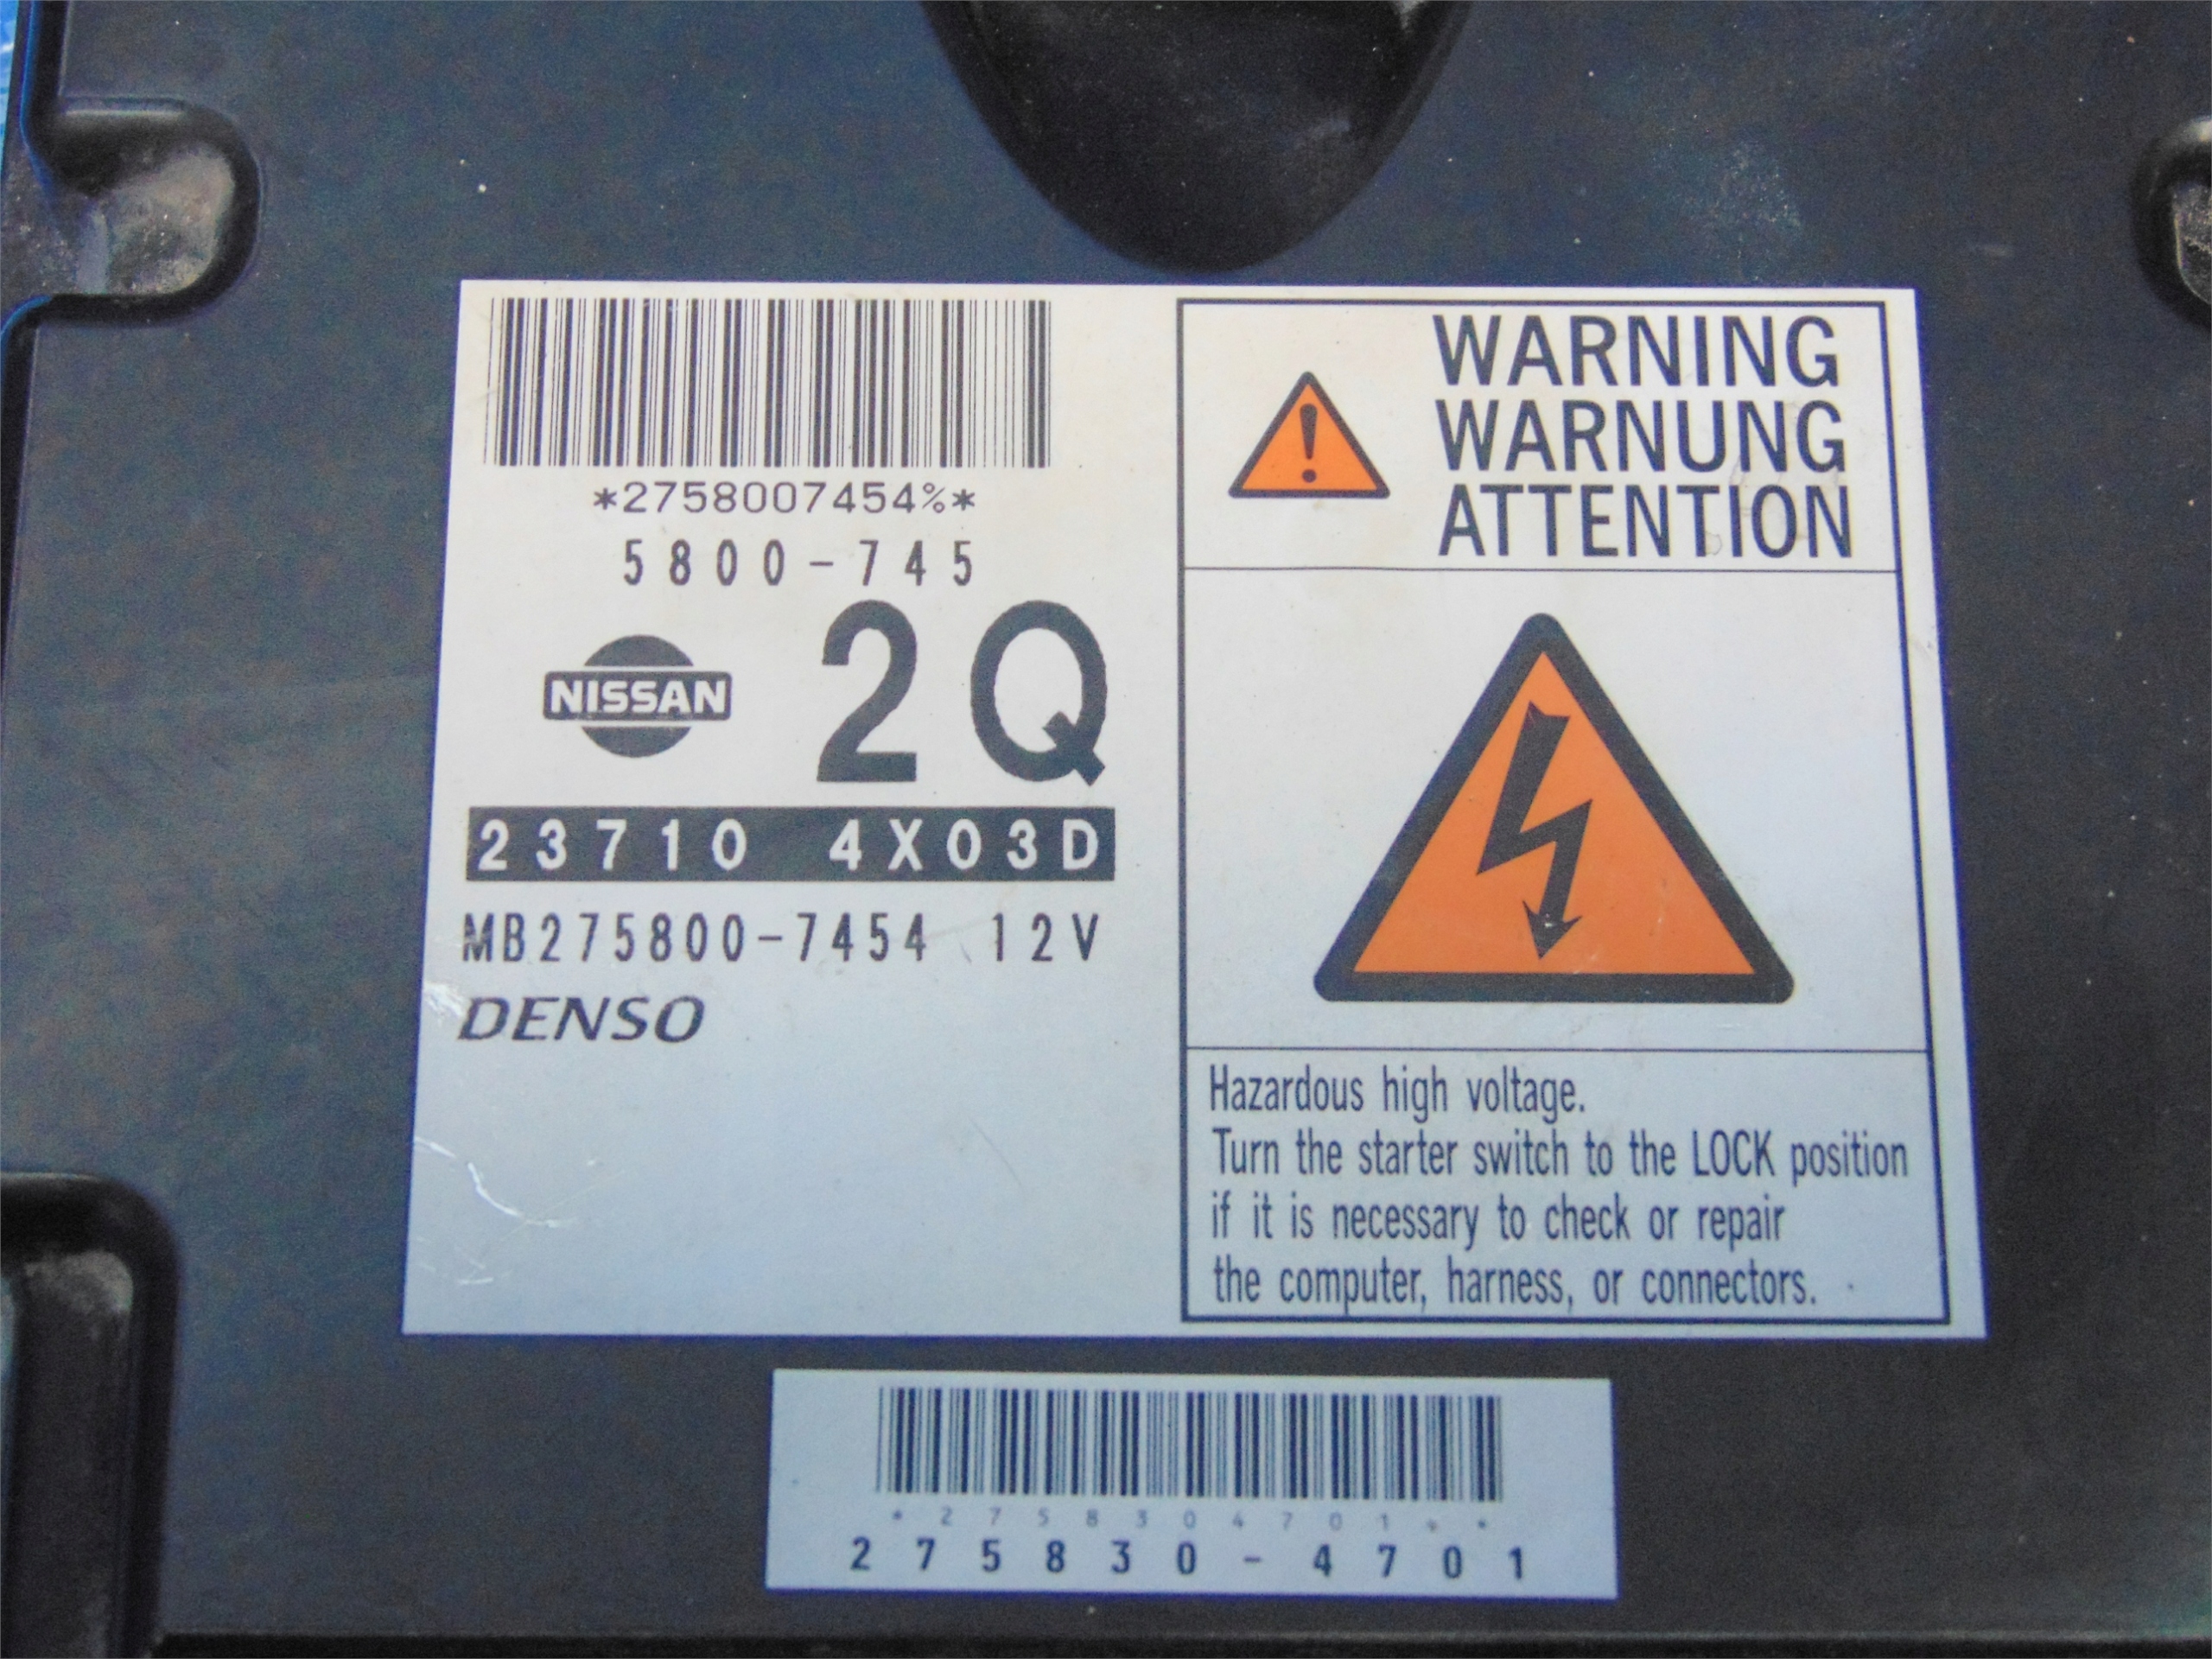 *2758007454%*
5800-745
NISSAN
2Q
23710 4X03D
MB275800-7454 12V
DENSO
WARNING
WARNUNG
ATTENTION
Hazardous high voltage.
Turn the starter switch to the LOCK position
if it is necessary to check or repair
the computer, harness, or connectors.
*2758304701**
275830-4701